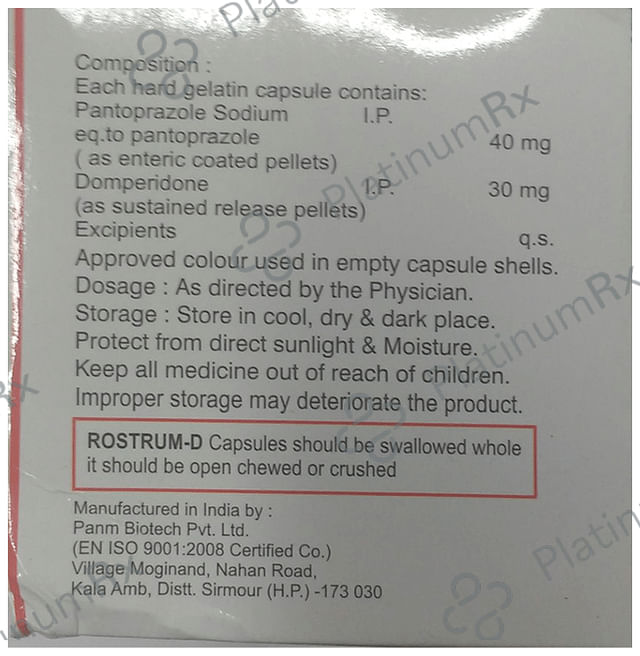 Composition :
Each hard gelatin capsule contains:
Pantoprazole Sodium I.P.
eq.to pantoprazole 40 mg
( as enteric coated pellets)
Domperidone I.P. 30 mg
(as sustained release pellets)
Excipients q.s.
Approved colour used in empty capsule shells.
Dosage : As directed by the Physician.
Storage : Store in cool, dry & dark place.
Protect from direct sunlight & Moisture.
Keep all medicine out of reach of children.
Improper storage may deteriorate the product.
ROSTRUM-D Capsules should be swallowed whole
it should be open chewed or crushed
Manufactured in India by :
Panm Biotech Pvt. Ltd.
(EN ISO 9001:2008 Certified Co.)
Village Moginand, Nahan Road,
Kala Amb, Distt. Sirmour (H.P.) -173 030
PlatinumRx
PlatinumRx